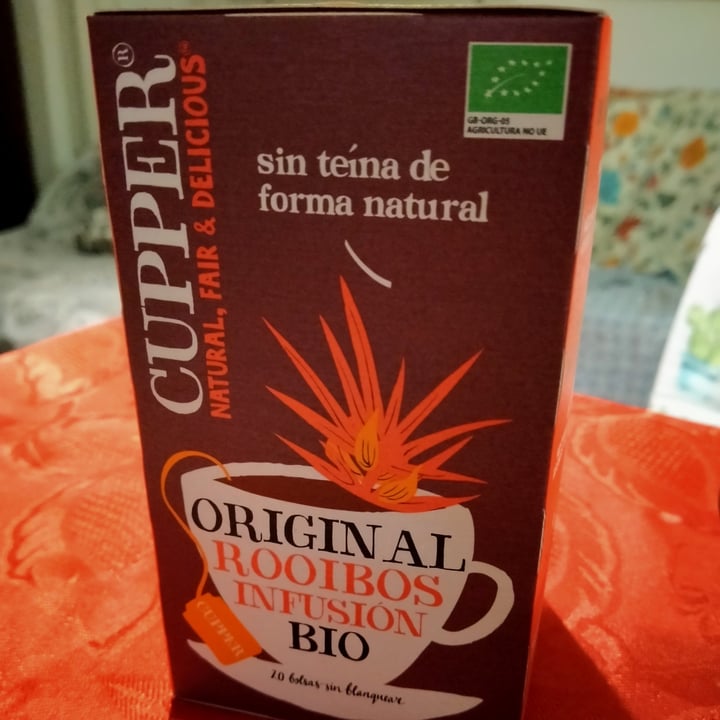 CUPPER®
NATURAL, FAIR & DELICIOUS®
GB-ORG-05
AGRICULTURA NO UE
sin teína de
forma natural
ORIGINAL
ROOIBOS
INFUSIÓN
BIO
CUPPER
20 bolsas sin blanquear